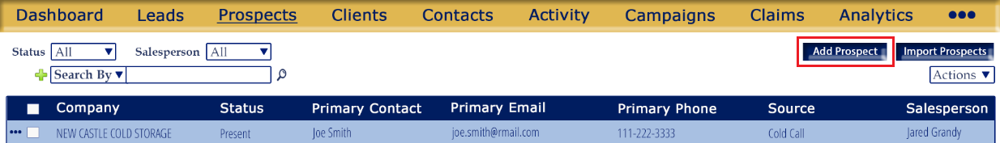 Dashboard Leads Prospects Clients Contacts Activity Campaigns Claims Analytics •••
Status All Salesperson All Add Prospect Import Prospects
Search By Actions
Company Status Primary Contact Primary Email Primary Phone Source Salesperson
••• NEW CASTLE COLD STORAGE Present Joe Smith joe.smith@rmail.com 111-222-3333 Cold Call Jared Grandy